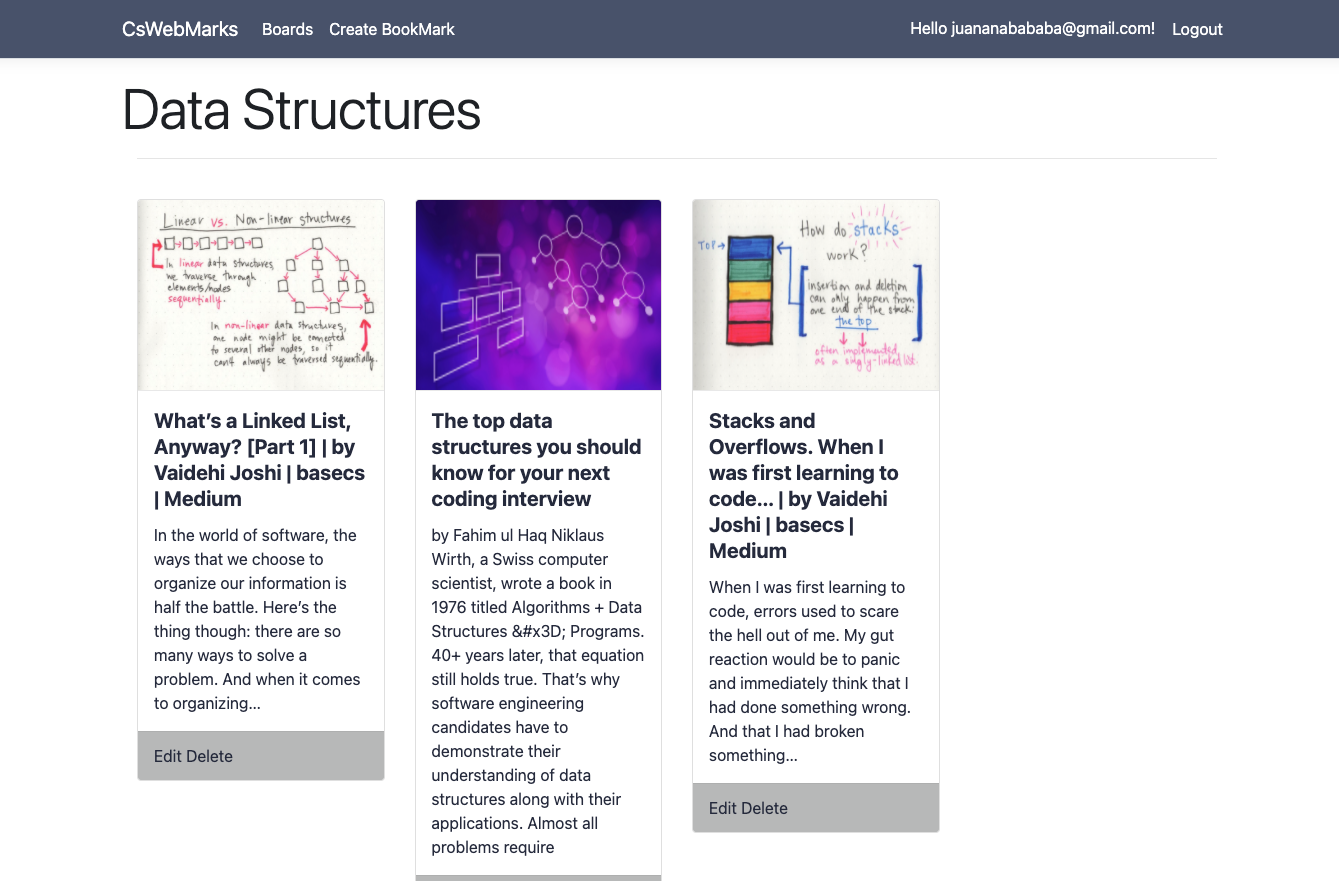 CsWebMarks Boards Create BookMark Hello juananabababa@gmail.com! Logout
Data Structures
Linear vs. Non-linear structures
In linear data structures,
we traverse through
elements/nodes
sequentially.
In non-linear data structures,
one node might be connected
to several other nodes, so it
can't always be traversed sequentially.
What’s a Linked List,
Anyway? [Part 1] | by
Vaidehi Joshi | basecs
| Medium
In the world of software, the
ways that we choose to
organize our information is
half the battle. Here’s the
thing though: there are so
many ways to solve a
problem. And when it comes
to organizing…
Edit Delete
The top data
structures you should
know for your next
coding interview
by Fahim ul Haq Niklaus
Wirth, a Swiss computer
scientist, wrote a book in
1976 titled Algorithms + Data
Structures &#x3D; Programs.
40+ years later, that equation
still holds true. That’s why
software engineering
candidates have to
demonstrate their
understanding of data
structures along with their
applications. Almost all
problems require
How do stacks
work?
TOP→
insertion and deletion
can only happen from
one end of the stack:
the top
often implemented
as a singly-linked list.
Stacks and
Overflows. When I
was first learning to
code… | by Vaidehi
Joshi | basecs |
Medium
When I was first learning to
code, errors used to scare
the hell out of me. My gut
reaction would be to panic
and immediately think that I
had done something wrong.
And that I had broken
something…
Edit Delete